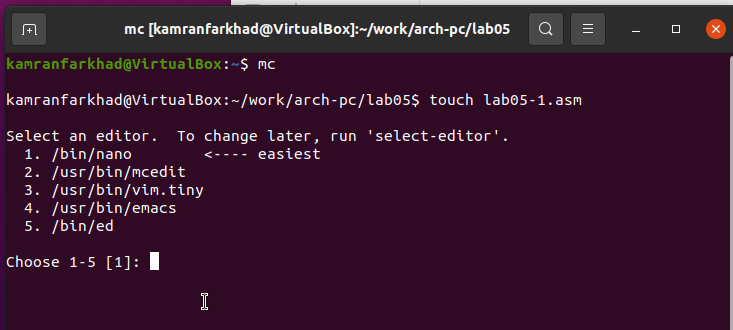 mc [kamranfarkhad@VirtualBox]:~/work/arch-pc/lab05
kamranfarkhad@VirtualBox:~$ mc
kamranfarkhad@VirtualBox:~/work/arch-pc/lab05$ touch lab05-1.asm
Select an editor.  To change later, run 'select-editor'.
  1. /bin/nano        <---- easiest
  2. /usr/bin/mcedit
  3. /usr/bin/vim.tiny
  4. /usr/bin/emacs
  5. /bin/ed
Choose 1-5 [1]: